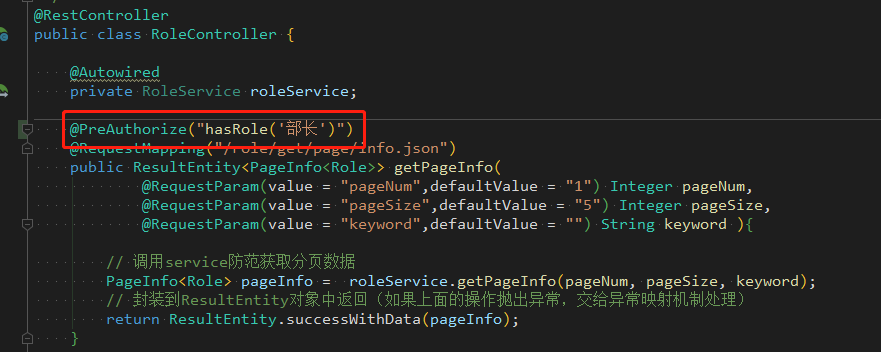 @RestController
public class RoleController {
@Autowired
private RoleService roleService;
@PreAuthorize("hasRole('部长')")
@RequestMapping("/role/get/page/info.json")
public ResultEntity<PageInfo<Role>> getPageInfo(
@RequestParam(value = "pageNum",defaultValue = "1") Integer pageNum,
@RequestParam(value = "pageSize",defaultValue = "5") Integer pageSize,
@RequestParam(value = "keyword",defaultValue = "") String keyword ){
// 调用service防范获取分页数据
PageInfo<Role> pageInfo = roleService.getPageInfo(pageNum, pageSize, keyword);
// 封装到ResultEntity对象中返回（如果上面的操作抛出异常，交给异常映射机制处理）
return ResultEntity.successWithData(pageInfo);
}